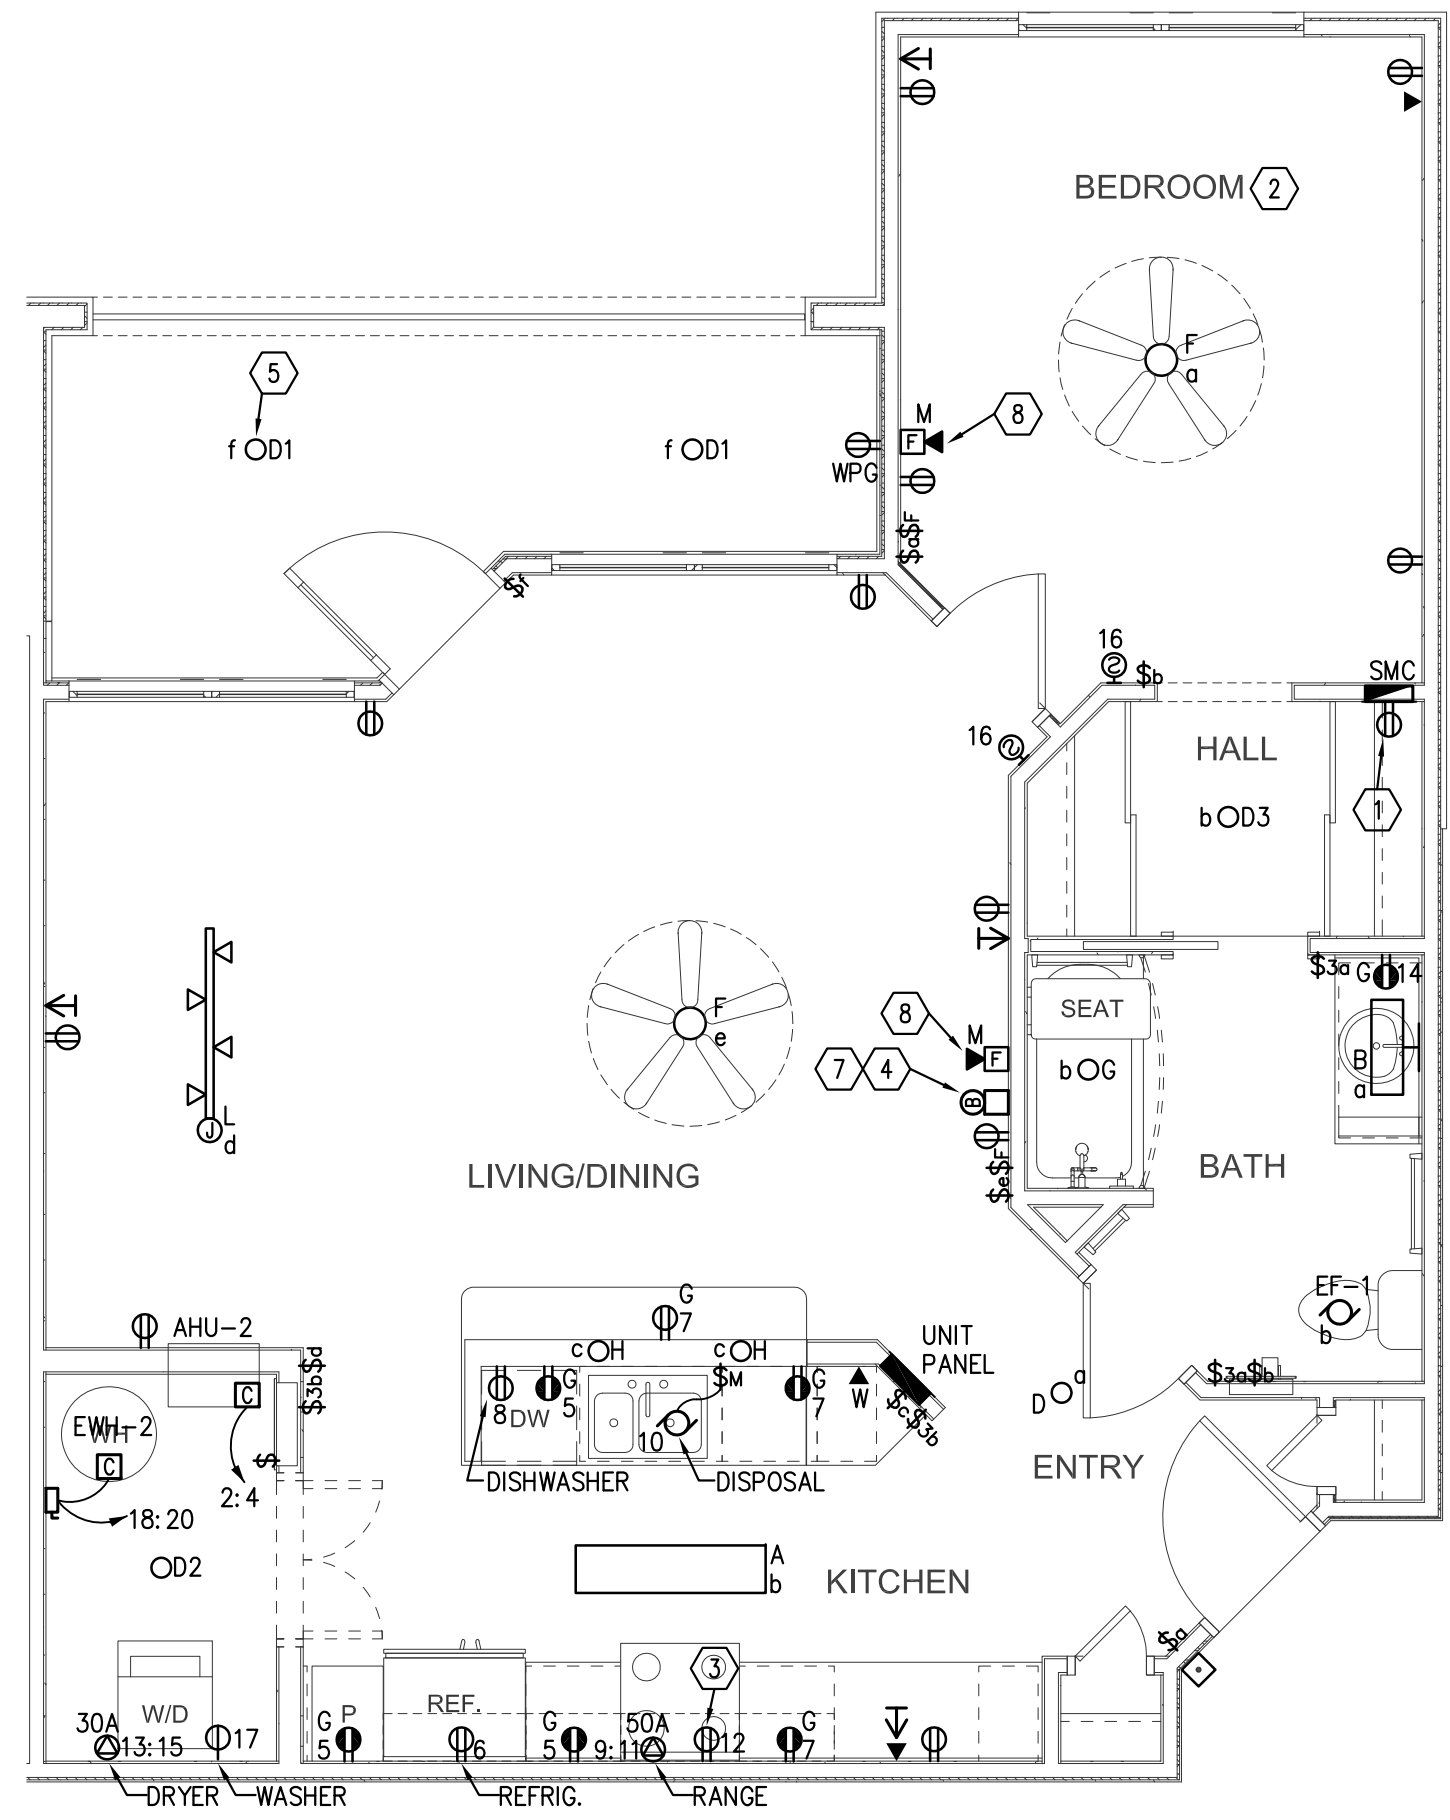 BEDROOM 2
F
a
5
M
8
F
f D1
f D1
WPG
$a$F
$f
16
$b
SMC
16
HALL
1
b D3
$3a G 14
F
e
8
M
F
7 4
B
SEAT
b G
B
a
L
J
d
LIVING/DINING
$e$F
BATH
EF-1
b
G
7
AHU-2
UNIT
PANEL
c H
c H
$M
$3b$d
C
8
DW
G
5
G
7
W
$c$3b
D a
$3a$b
EWH-2
WH
C
10
$
2:4
DISHWASHER
DISPOSAL
ENTRY
18:20
D2
A
b
KITCHEN
$a
3
W/D
P
REF.
30A
13:15
17
G
5
6
G
5
50A
9:11
12
G
7
DRYER
WASHER
REFRIG.
RANGE